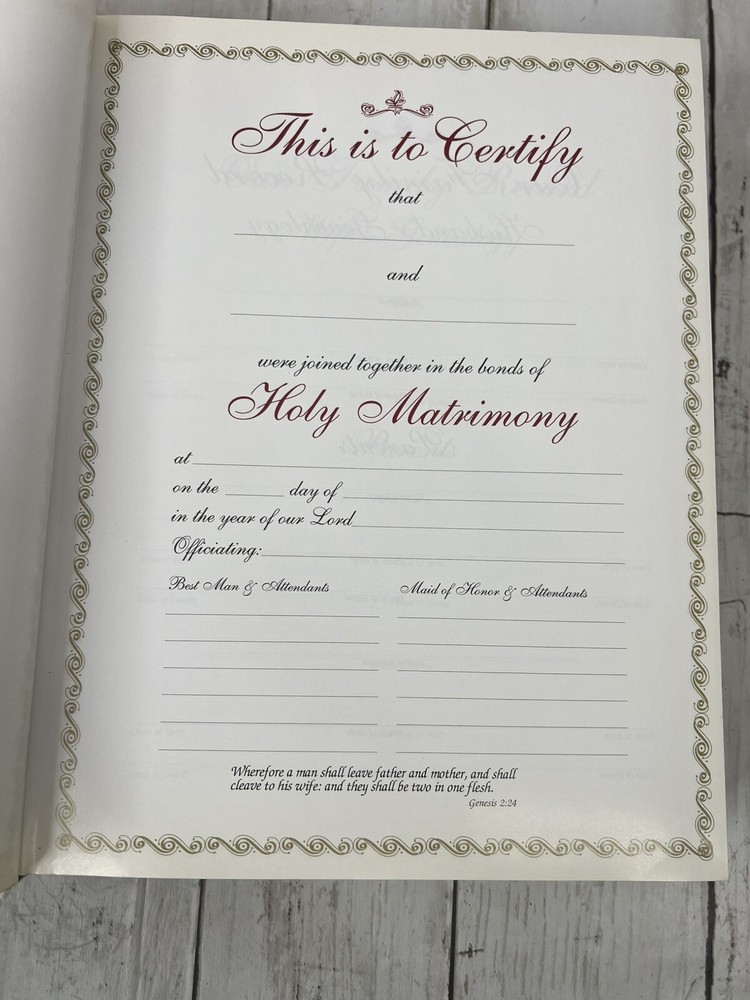 This is to Certify
that
and
were joined together in the bonds of
Holy Matrimony
at
on the day of
in the year of our Lord
Officiating:
Best Man & Attendants
Maid of Honor & Attendants
Wherefore a man shall leave father and mother, and shall
cleave to his wife: and they shall be two in one flesh.
Genesis 2:24